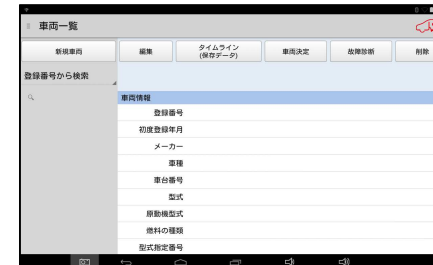 車両一覧
新規車両
編集
タイムライン
(保存データ)
車両決定
故障診断
削除
登録番号から検索
車両情報
登録番号
初度登録年月
メーカー
車種
車台番号
型式
原動機型式
燃料の種類
型式指定番号